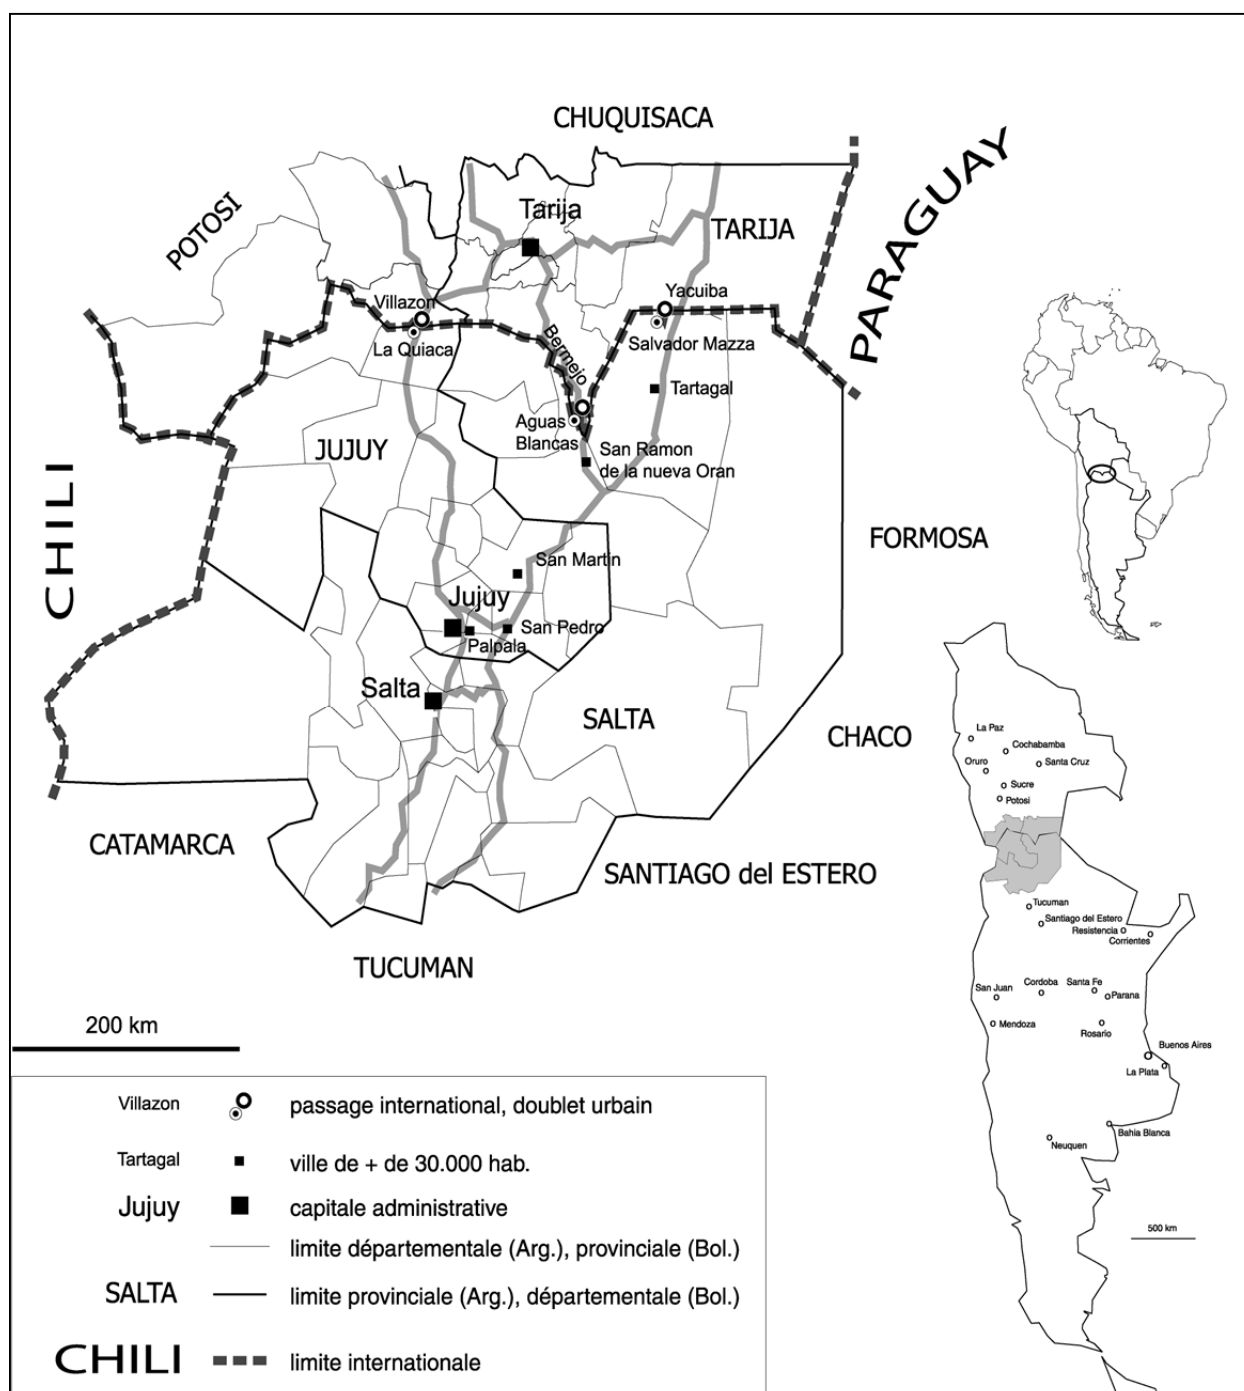 CHUQUISACA
PARAGUAY
POTOSI
Tarija
TARIJA
Villazon
Yacuiba
La Quiaca
Bermejo
Salvador Mazza
Tartagal
Aguas
Blancas
San Ramon
de la nueva Oran
JUJUY
CHILI
FORMOSA
San Martin
Jujuy
San Pedro
Palpala
Salta
SALTA
CHACO
CATAMARCA
SANTIAGO del ESTERO
TUCUMAN
200 km
Villazon
passage international, doublet urbain
Tartagal
ville de + de 30.000 hab.
Jujuy
capitale administrative
limite départementale (Arg.), provinciale (Bol.)
SALTA
limite provinciale (Arg.), départementale (Bol.)
CHILI
limite internationale
La Paz
Cochabamba
Oruro
Santa Cruz
Sucre
Potosi
Tucuman
Santiago del Estero
Resistencia
Corrientes
San Juan
Cordoba
Santa Fe
Parana
Mendoza
Rosario
Buenos Aires
La Plata
Bahia Blanca
Neuquen
500 km